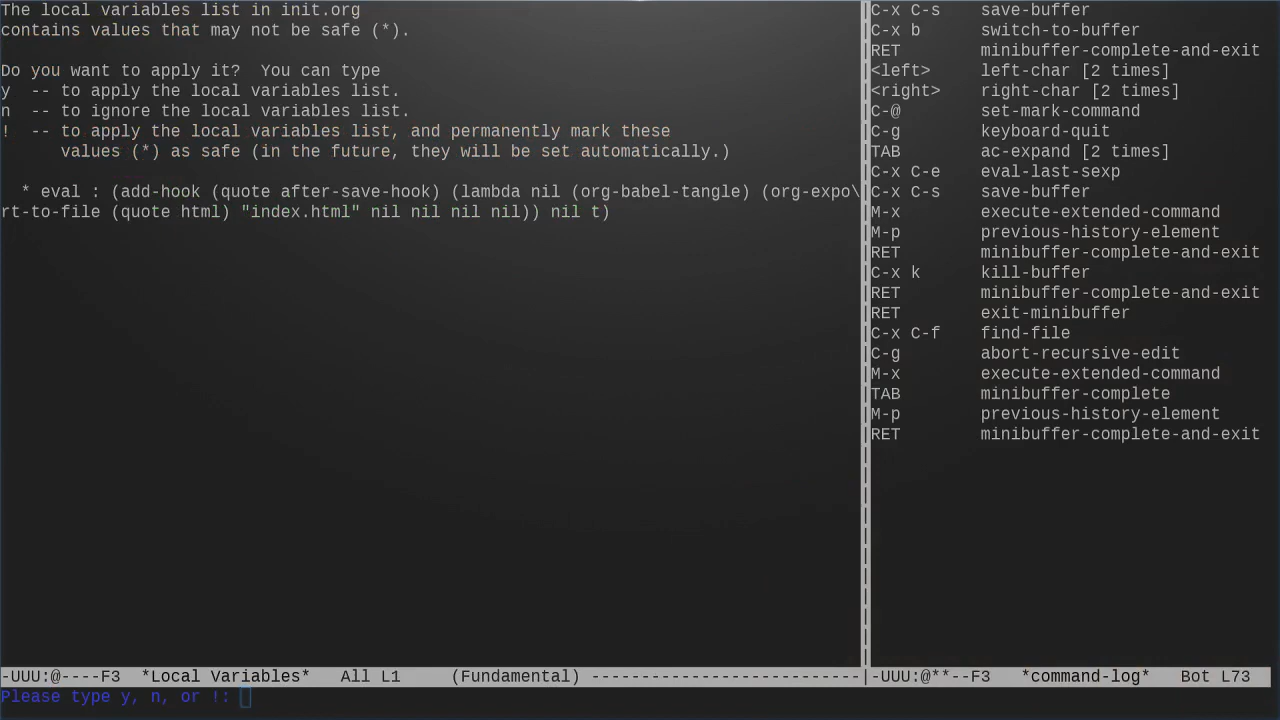 The local variables list in init.org
contains values that may not be safe (*).
Do you want to apply it?  You can type
y  -- to apply the local variables list.
n  -- to ignore the local variables list.
!  -- to apply the local variables list, and permanently mark these
      values (*) as safe (in the future, they will be set automatically.)
  * eval : (add-hook (quote after-save-hook) (lambda nil (org-babel-tangle) (org-expo\
rt-to-file (quote html) "index.html" nil nil nil nil)) nil t)
-UUU:@----F3  *Local Variables*   All L1     (Fundamental) ---------------------------
Please type y, n, or !:
C-x C-s    save-buffer
C-x b      switch-to-buffer
RET        minibuffer-complete-and-exit
<left>     left-char [2 times]
<right>    right-char [2 times]
C-@        set-mark-command
C-g        keyboard-quit
TAB        ac-expand [2 times]
C-x C-e    eval-last-sexp
C-x C-s    save-buffer
M-x        execute-extended-command
M-p        previous-history-element
RET        minibuffer-complete-and-exit
C-x k      kill-buffer
RET        minibuffer-complete-and-exit
RET        exit-minibuffer
C-x C-f    find-file
C-g        abort-recursive-edit
M-x        execute-extended-command
TAB        minibuffer-complete
M-p        previous-history-element
RET        minibuffer-complete-and-exit
-UUU:@**--F3   *command-log*   Bot L73